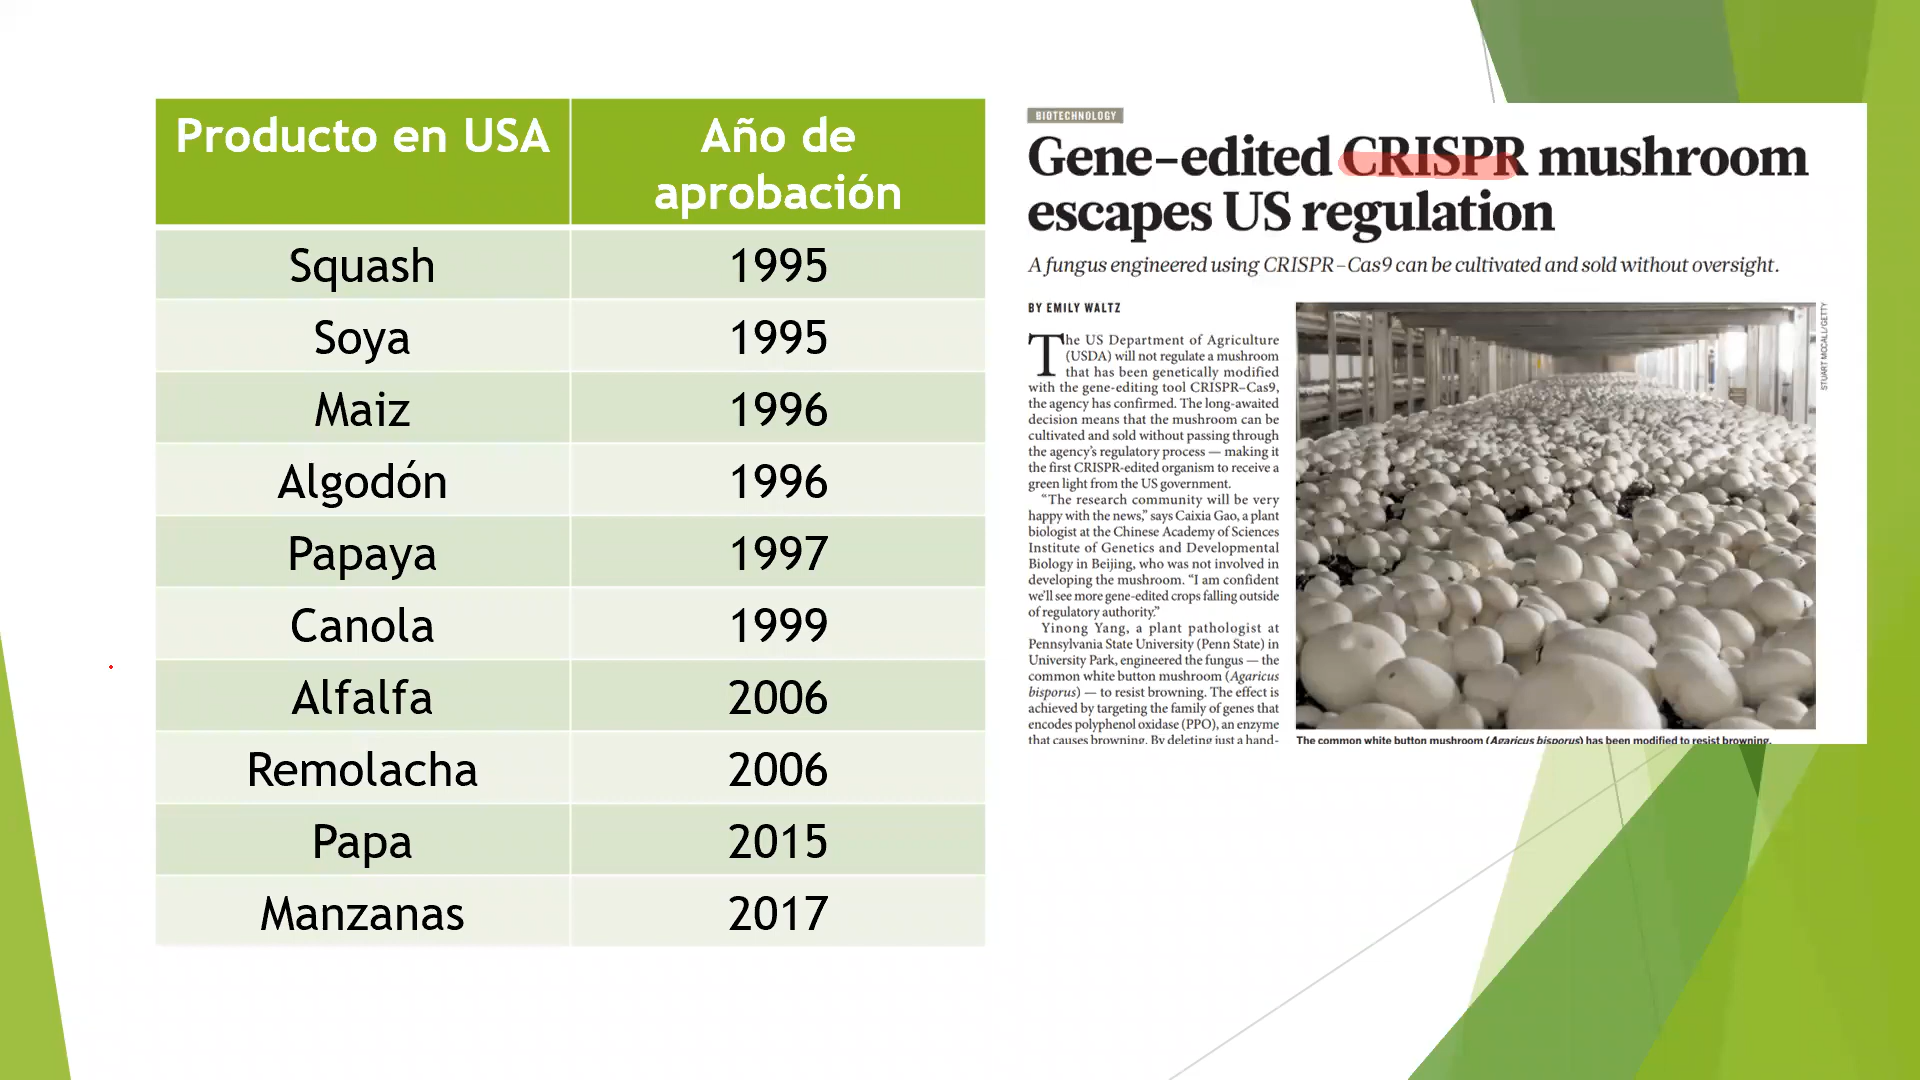 Producto en USA
Año de
aprobación
Squash
1995
Soya
1995
Maiz
1996
Algodón
1996
Papaya
1997
Canola
1999
Alfalfa
2006
Remolacha
2006
Papa
2015
Manzanas
2017
BIOTECHNOLOGY
Gene-edited CRISPR mushroom
escapes US regulation
A fungus engineered using CRISPR–Cas9 can be cultivated and sold without oversight.
BY EMILY WALTZ
The US Department of Agriculture
(USDA) will not regulate a mushroom
that has been genetically modified
with the gene-editing tool CRISPR–Cas9,
the agency has confirmed. The long-awaited
decision means that the mushroom can be
cultivated and sold without passing through
the agency’s regulatory process — making it
the first CRISPR-edited organism to receive a
green light from the US government.
“The research community will be very
happy with the news,” says Caixia Gao, a plant
biologist at the Chinese Academy of Sciences
Institute of Genetics and Developmental
Biology in Beijing, who was not involved in
developing the mushroom. “I am confident
we’ll see more gene-edited crops falling outside
of regulatory authority.”
Yinong Yang, a plant pathologist at
Pennsylvania State University (Penn State) in
University Park, engineered the fungus — the
common white button mushroom (Agaricus
bisporus) — to resist browning. The effect is
achieved by targeting the family of genes that
encodes polyphenol oxidase (PPO), an enzyme
that causes browning. By deleting just a hand-
STUART MCCALL/GETTY
The common white button mushroom (Agaricus bisporus) has been modified to resist browning.